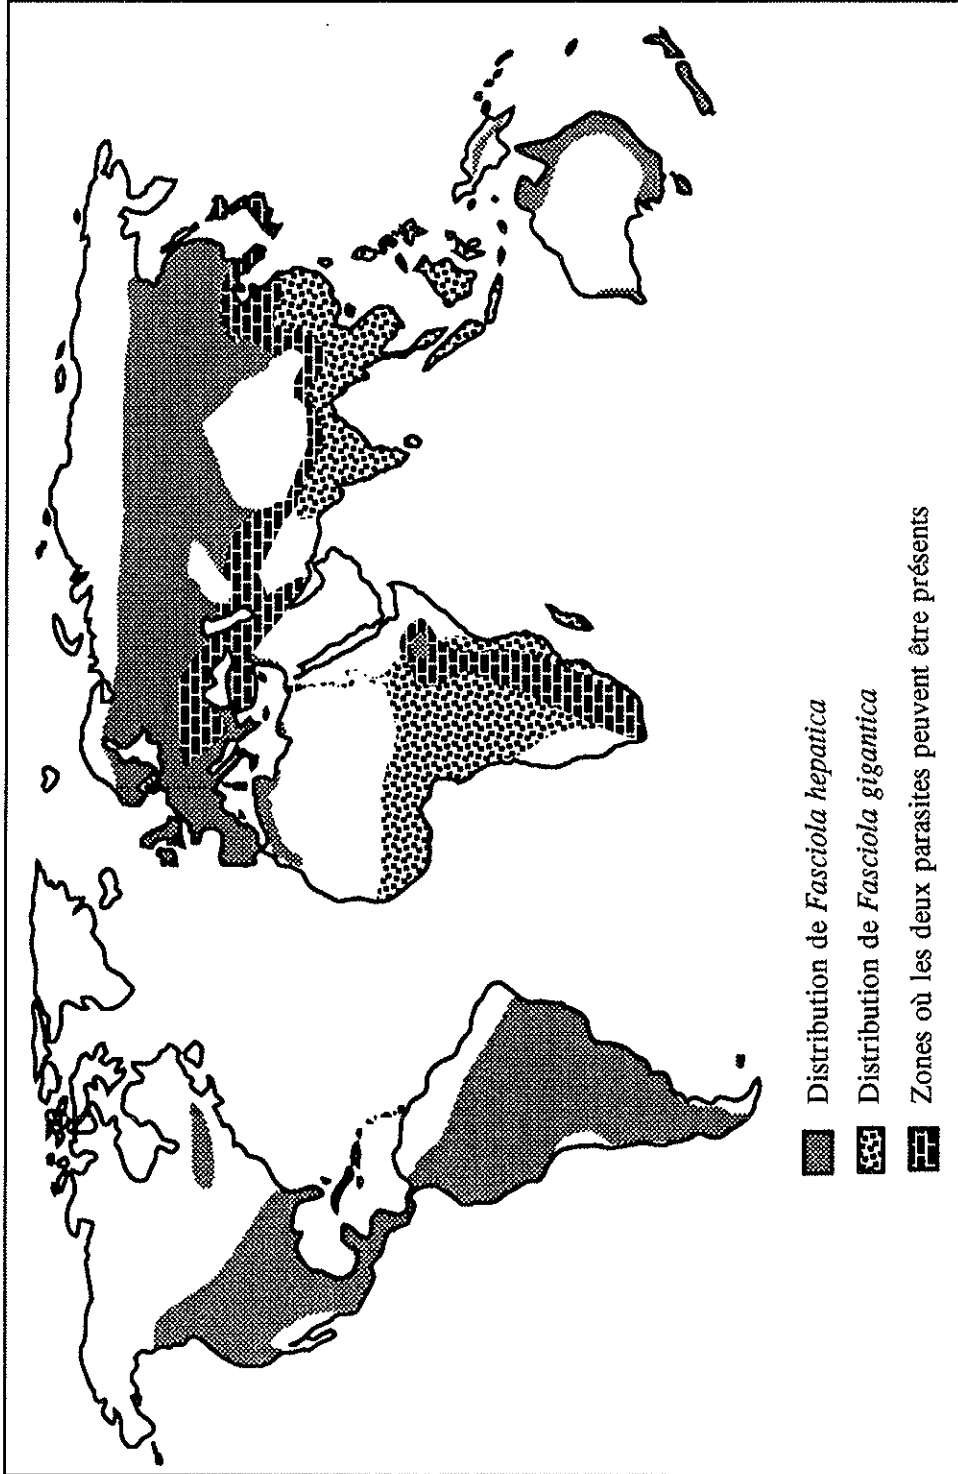 Distribution de Fasciola hepatica
Distribution de Fasciola gigantica
Zones où les deux parasites peuvent être présents